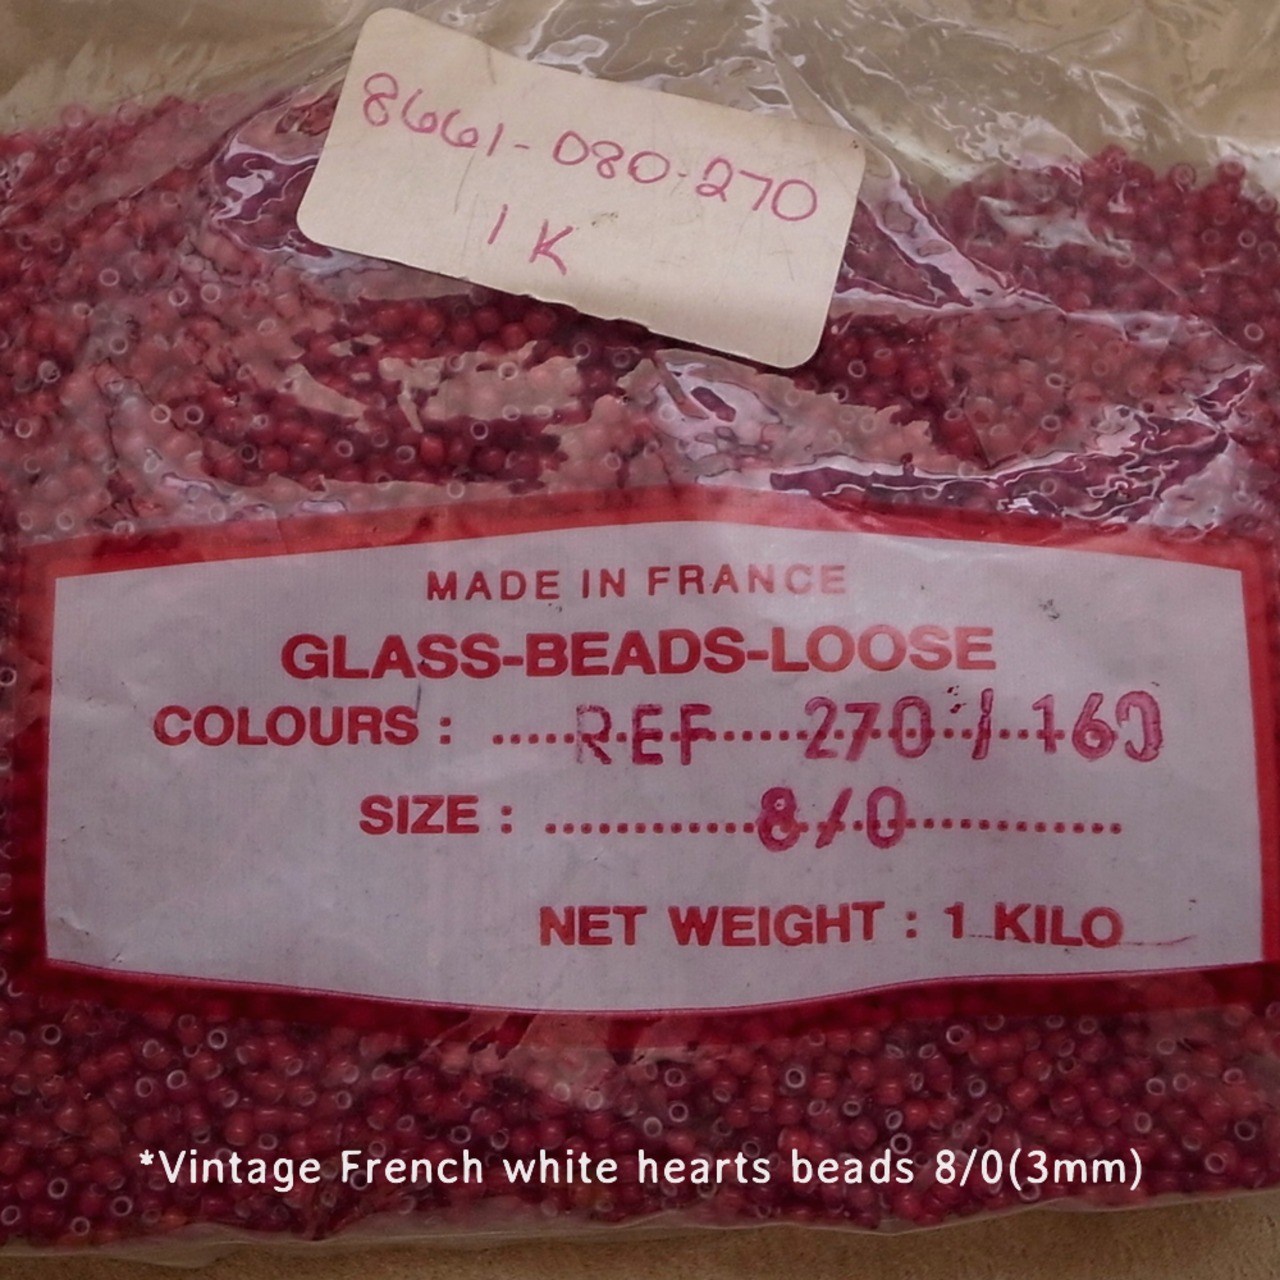 8661-080-270
1 K
MADE IN FRANCE
GLASS-BEADS-LOOSE
COLOURS : REF 270 / 160
SIZE : 8/0
NET WEIGHT : 1 KILO
*Vintage French white hearts beads 8/0(3mm)